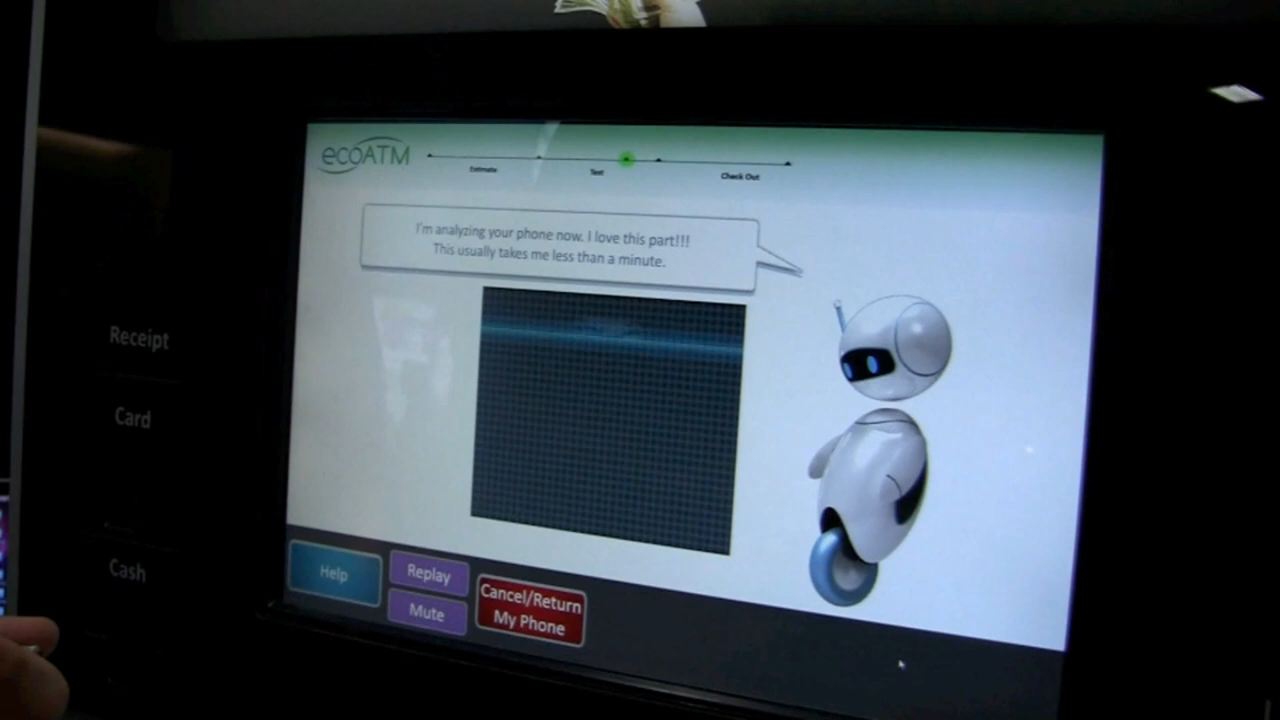 ecoATM
Estimate
Test
Check Out
I'm analyzing your phone now. I love this part!!!
This usually takes me less than a minute.
Receipt
Card
Cash
Help
Replay
Mute
Cancel/Return
My Phone